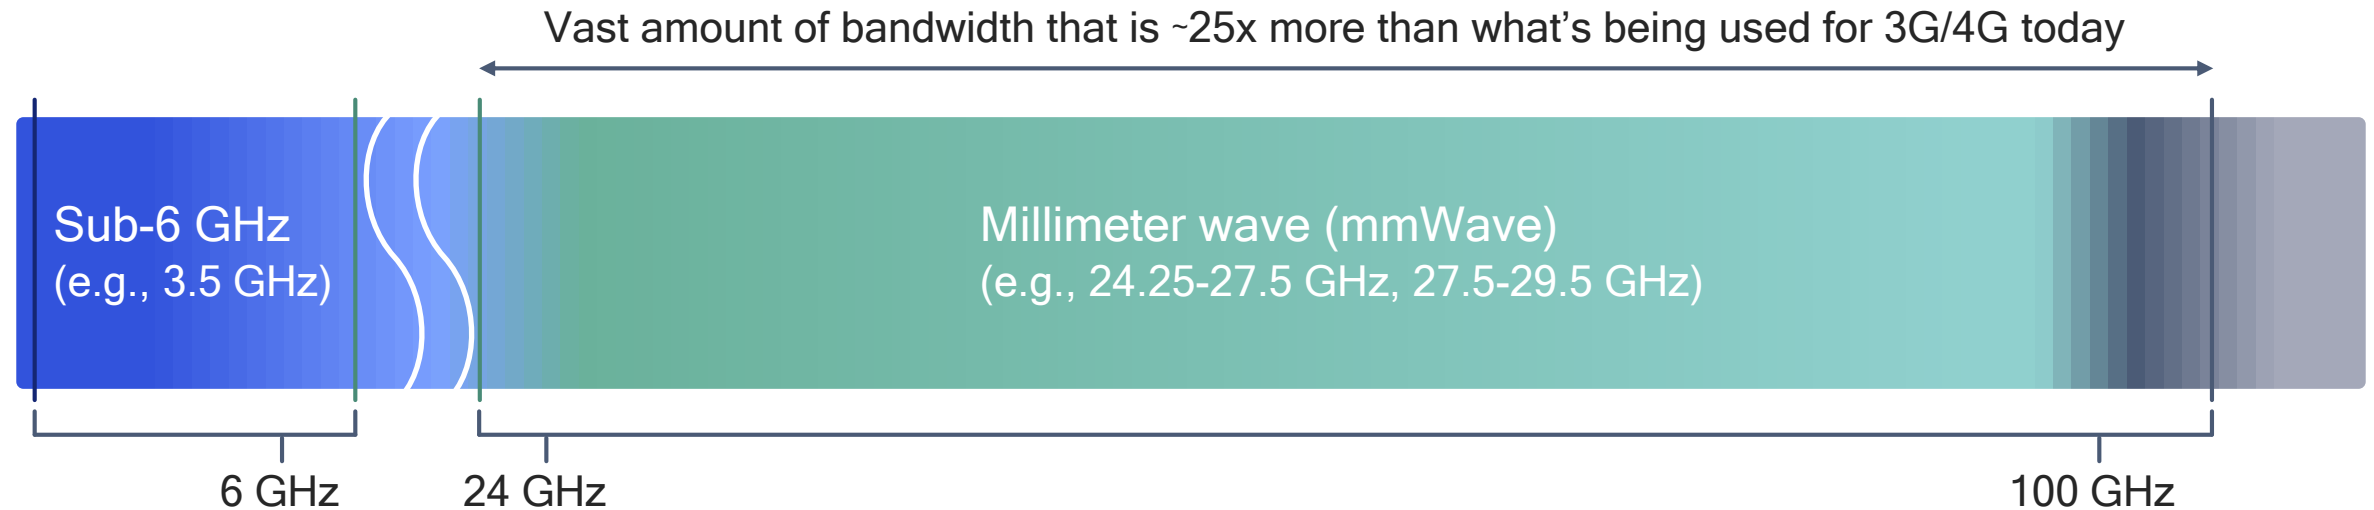 Vast amount of bandwidth that is ~25x more than what’s being used for 3G/4G today
Sub-6 GHz
(e.g., 3.5 GHz)
Millimeter wave (mmWave)
(e.g., 24.25-27.5 GHz, 27.5-29.5 GHz)
6 GHz
24 GHz
100 GHz